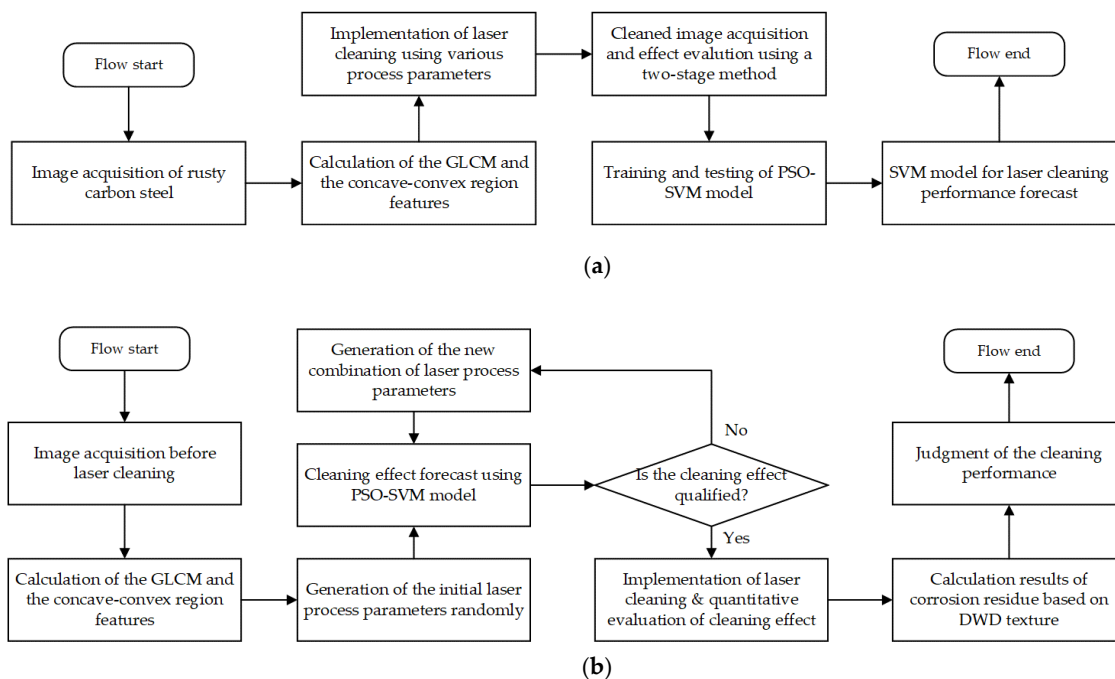 Flow start
Image acquisition of rusty
carbon steel
Calculation of the GLCM and
the concave-convex region
features
Implementation of laser
cleaning using various
process parameters
Cleaned image acquisition
and effect evalution using a
two-stage method
Training and testing of PSO-
SVM model
SVM model for laser cleaning
performance forecast
Flow end
(a)
Flow start
Image acquisition before
laser cleaning
Calculation of the GLCM and
the concave-convex region
features
Generation of the initial laser
process parameters randomly
Cleaning effect forecast using
PSO-SVM model
Generation of the new
combination of laser process
parameters
Is the cleaning effect
qualified?
No
Yes
Implementation of laser
cleaning & quantitative
evaluation of cleaning effect
Calculation results of
corrosion residue based on
DWD texture
Judgment of the cleaning
performance
Flow end
(b)